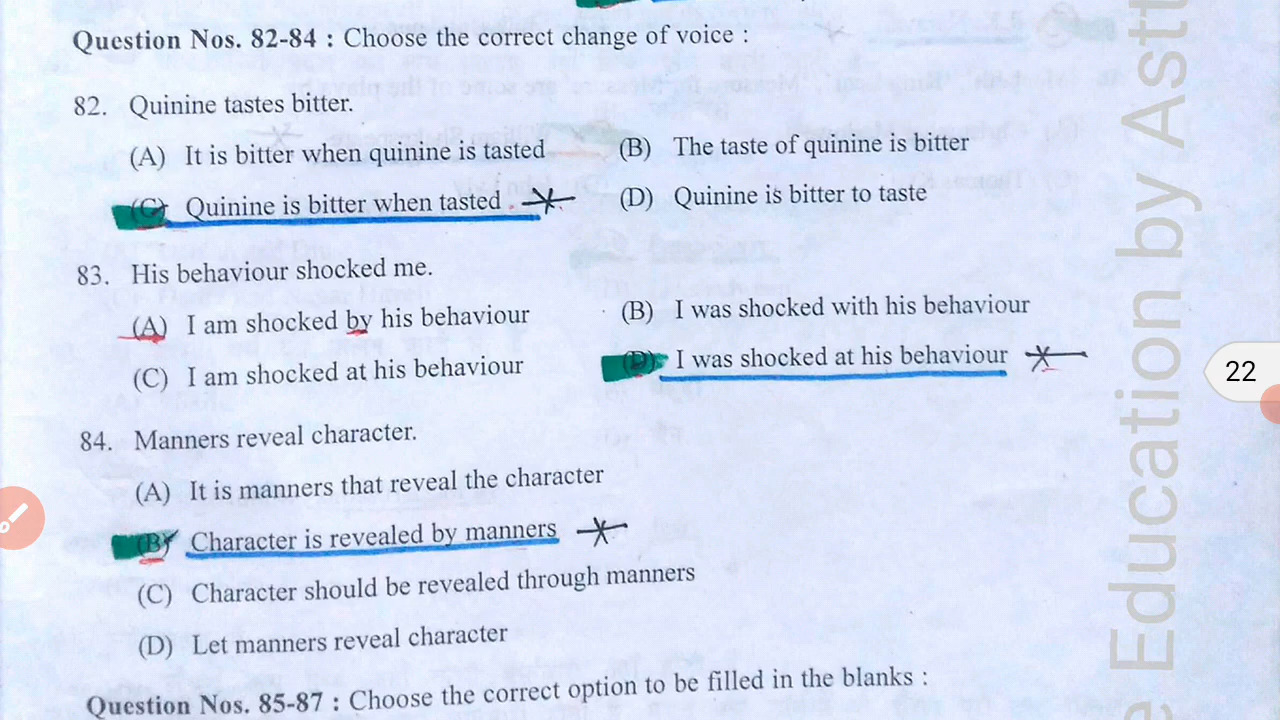 Question Nos. 82-84 : Choose the correct change of voice :
82. Quinine tastes bitter.
(A) It is bitter when quinine is tasted
(B) The taste of quinine is bitter
(C) Quinine is bitter when tasted
(D) Quinine is bitter to taste
83. His behaviour shocked me.
(A) I am shocked by his behaviour
(B) I was shocked with his behaviour
(C) I am shocked at his behaviour
(D) I was shocked at his behaviour
84. Manners reveal character.
(A) It is manners that reveal the character
(B) Character is revealed by manners
(C) Character should be revealed through manners
(D) Let manners reveal character
Question Nos. 85-87 : Choose the correct option to be filled in the blanks :
Education by
22